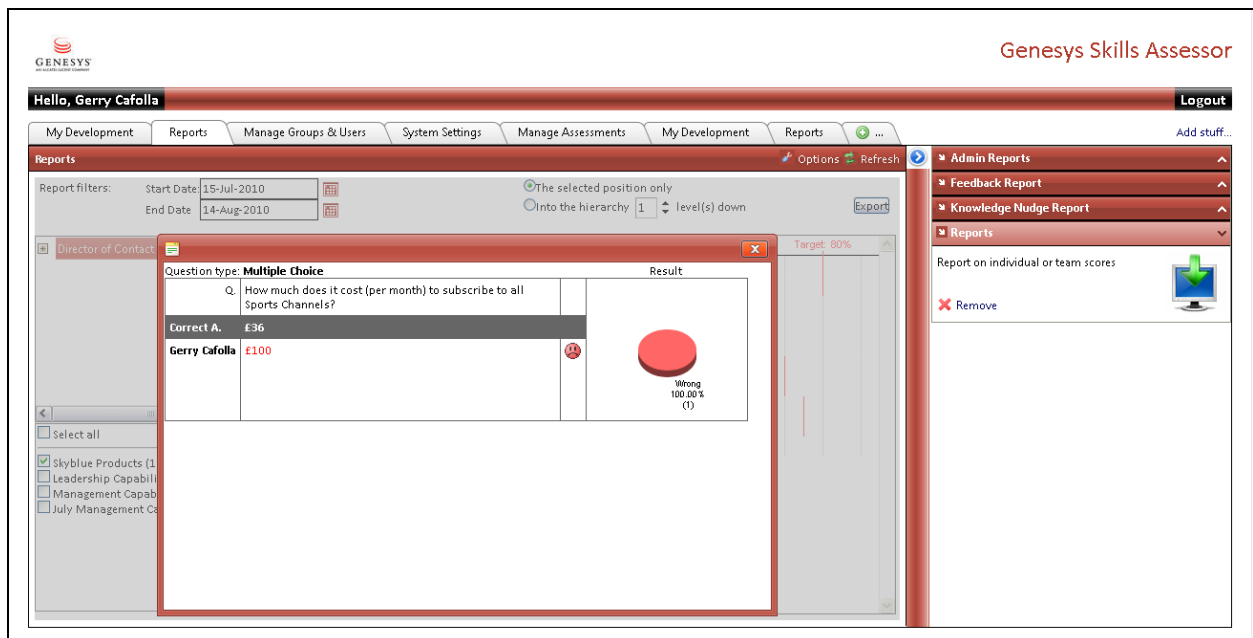 GENESYS
AN ALCATEL-LUCENT COMPANY
Genesys Skills Assessor
Hello, Gerry Cafolla
Logout
My Development
Reports
Manage Groups & Users
System Settings
Manage Assessments
My Development
Reports
...
Add stuff...
Reports
Options
Refresh
Report filters:
Start Date:
15-Jul-2010
End Date
14-Aug-2010
The selected position only
Into the hierarchy 1 level(s) down
Export
Director of Contact
Target: 80%
Question type: Multiple Choice
Result
Q.
How much does it cost (per month) to subscribe to all
Sports Channels?
Correct A.
£36
Gerry Cafolla
£100
Wrong
100.00%
(1)
Select all
Skyblue Products (1
Leadership Capabili
Management Capab
July Management Ca
Admin Reports
Feedback Report
Knowledge Nudge Report
Reports
Report on individual or team scores
Remove